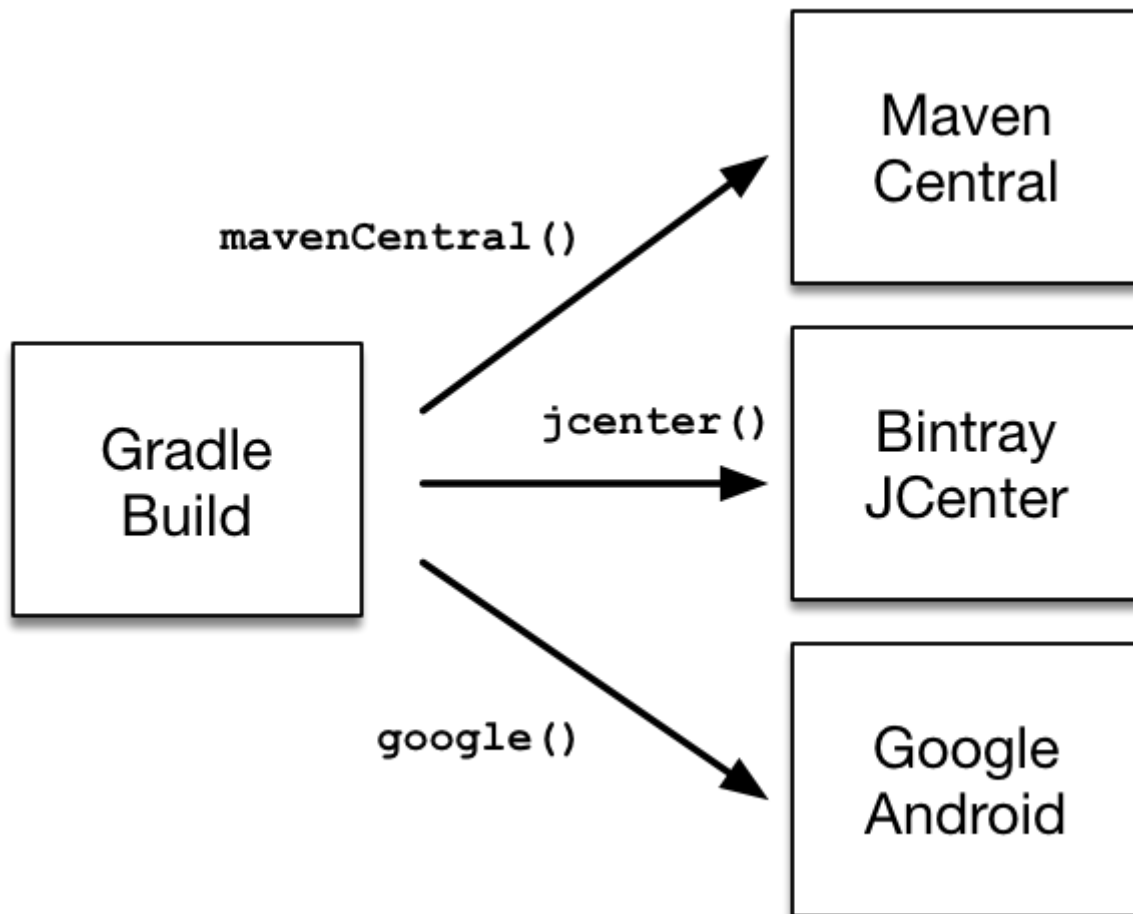 Maven
Central
mavenCentral()
Gradle
Build
jcenter()
Bintray
JCenter
google()
Google
Android